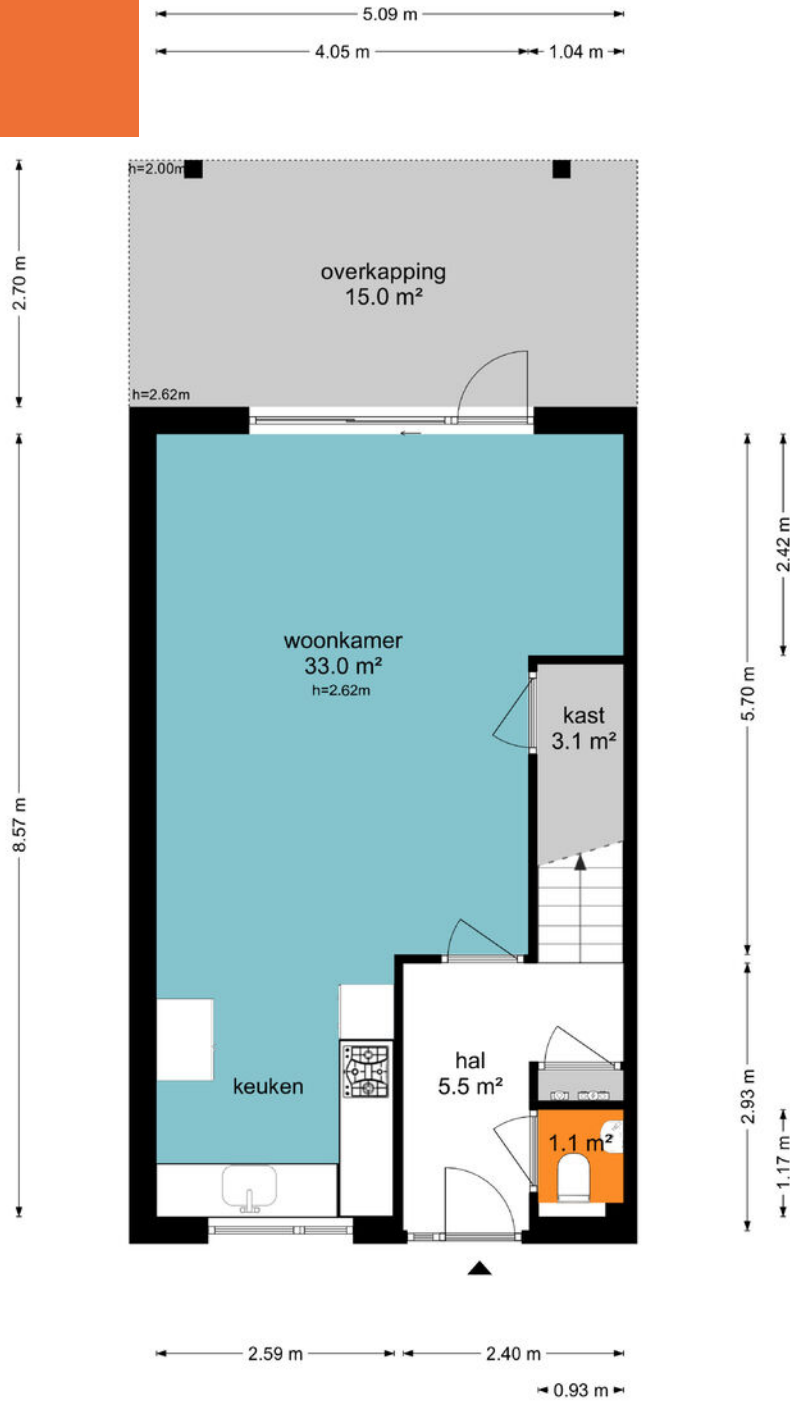 5.09 m
4.05 m
1.04 m
h=2.00m
2.70 m
overkapping
15.0 m²
h=2.62m
2.42 m
woonkamer
33.0 m²
h=2.62m
5.70 m
kast
3.1 m²
8.57 m
hal
5.5 m²
keuken
2.93 m
1.1 m²
1.17 m
2.59 m
2.40 m
0.93 m